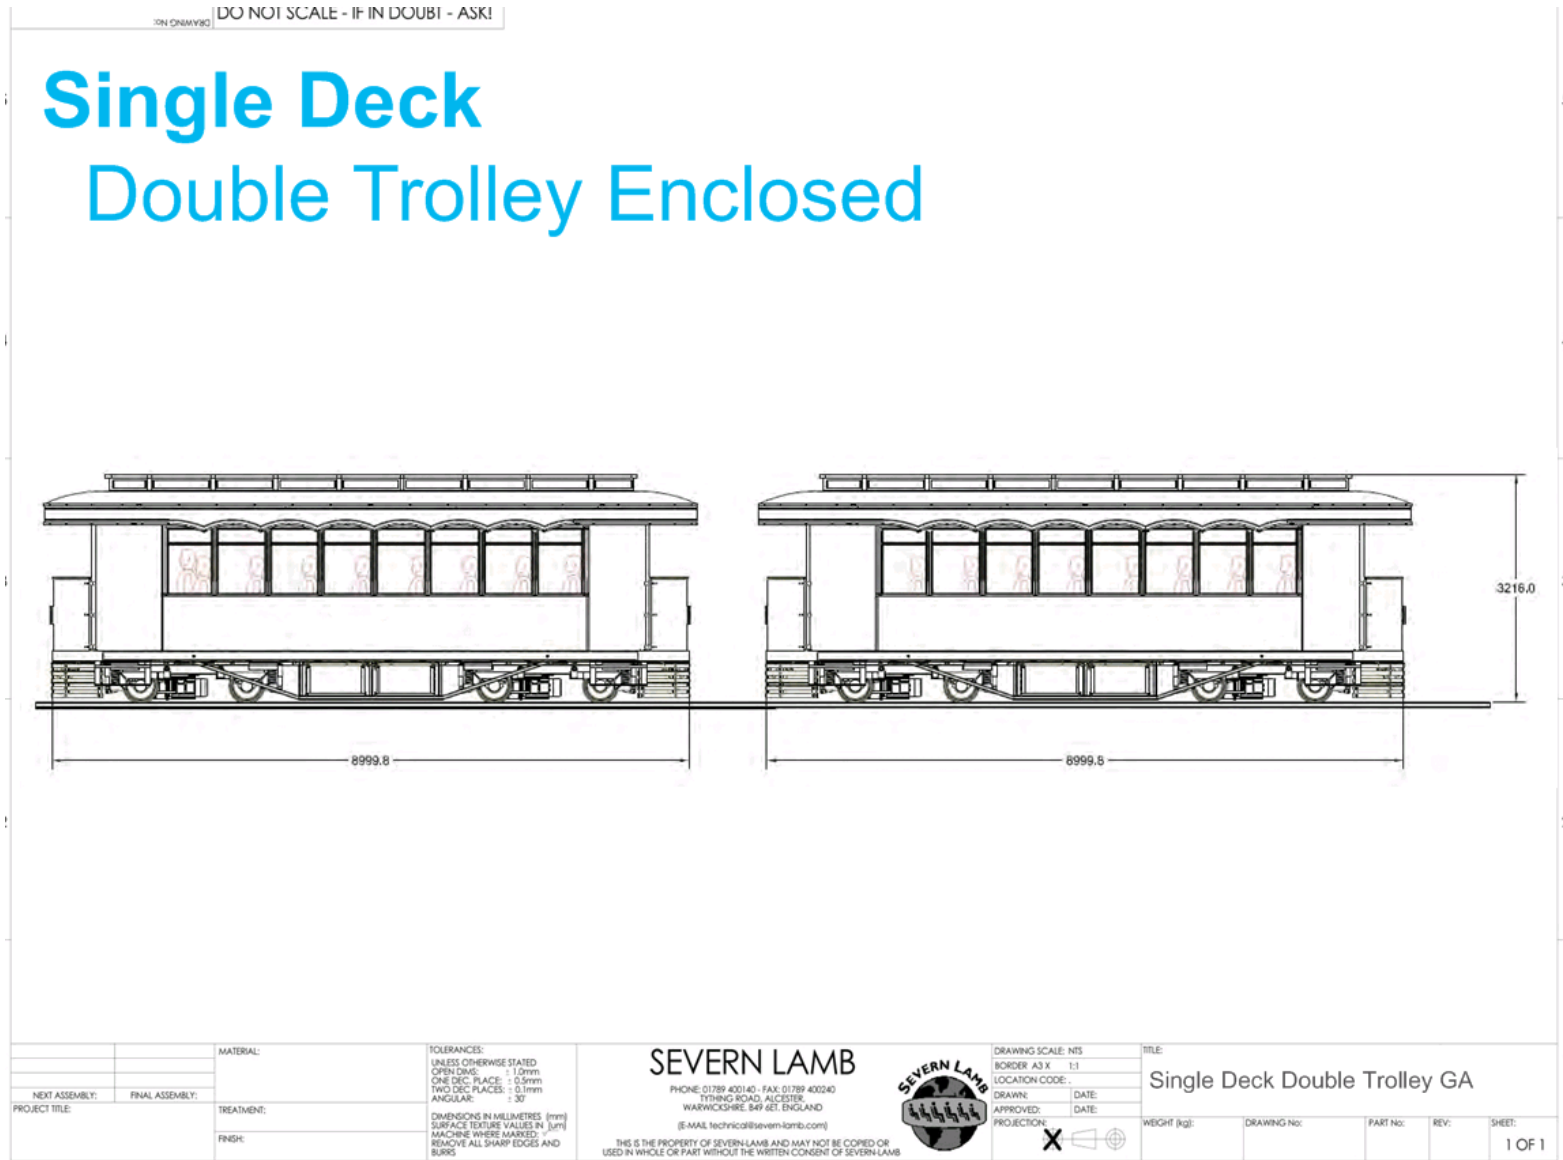 DRAWING No:
DO NOT SCALE - IF IN DOUBT - ASK!
Single Deck
Double Trolley Enclosed
3216.0
8999.8
8999.8
NEXT ASSEMBLY:
FINAL ASSEMBLY:
PROJECT TITLE:
MATERIAL:
TREATMENT:
FINISH:
TOLERANCES:
UNLESS OTHERWISE STATED
OPEN DIMS: : 1.0mm
ONE DEC. PLACE: : 0.5mm
TWO DEC PLACES: : 0.1mm
ANGULAR: : 30'
DIMENSIONS IN MILLIMETRES (mm)
SURFACE TEXTURE VALUES IN (um)
MACHINE WHERE MARKED:
REMOVE ALL SHARP EDGES AND
BURRS
SEVERN LAMB
PHONE: 01789 400140 - FAX: 01789 400240
TYTHING ROAD, ALCESTER,
WARWICKSHIRE, B49 6ET, ENGLAND
(E-MAIL technical@severn-lamb.com)
THIS IS THE PROPERTY OF SEVERN-LAMB AND MAY NOT BE COPIED OR
USED IN WHOLE OR PART WITHOUT THE WRITTEN CONSENT OF SEVERN-LAMB
SEVERN LAMB
DRAWING SCALE: NTS
BORDER A3 X 1:1
LOCATION CODE: .
DRAWN: DATE:
APPROVED: DATE:
PROJECTION:
X
TITLE:
Single Deck Double Trolley GA
WEIGHT (kg):
DRAWING No:
PART No:
REV:
SHEET:
1 OF 1